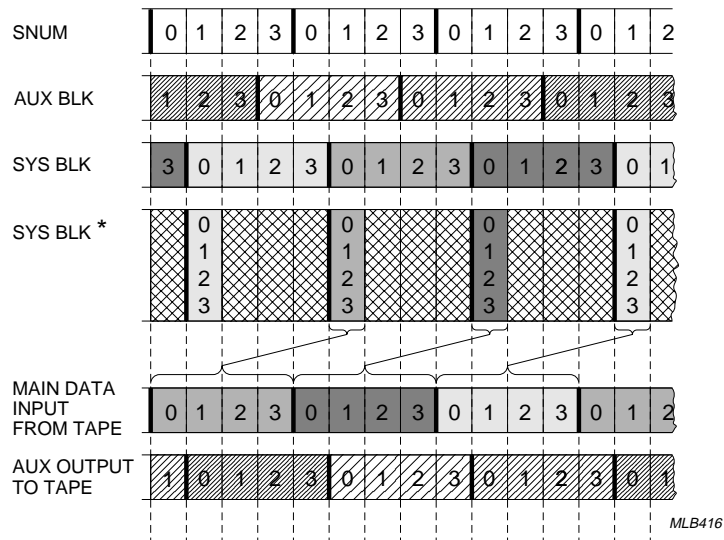 SNUM 0 1 2 3 0 1 2 3 0 1 2 3 0 1 2
AUX BLK 1 2 3 0 1 2 3 0 1 2 3 0 1 2 3
SYS BLK 3 0 1 2 3 0 1 2 3 0 1 2 3 0 1
SYS BLK * 0 0 0 0
1 1 1 1
2 2 2 2
3 3 3 3
MAIN DATA
INPUT 0 1 2 3 0 1 2 3 0 1 2 3 0 1 2
FROM TAPE
AUX OUTPUT 1 0 1 2 3 0 1 2 3 0 1 2 3 0 1
TO TAPE
MLB416